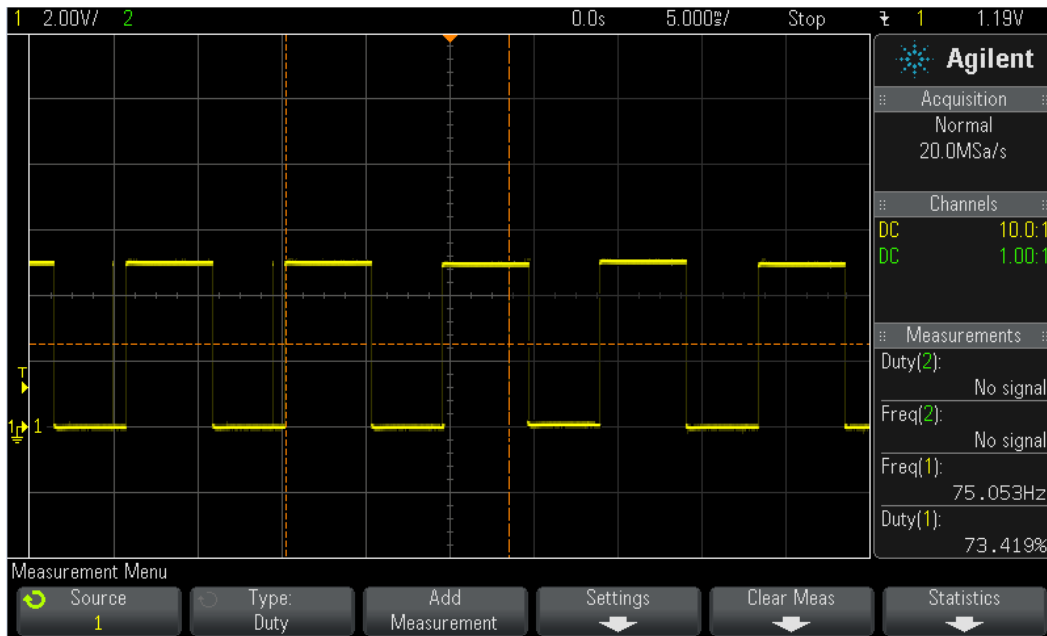 1 2.00V/ 2 0.0s 5.000ms/ Stop 1 1.19V
Agilent
Acquisition
Normal
20.0MSa/s
Channels
DC 10.0:1
DC 1.00:1
Measurements
Duty(2):
No signal
Freq(2):
No signal
Freq(1):
75.053Hz
Duty(1):
73.419%
T
1 1
Measurement Menu
Source
1
Type:
Duty
Add
Measurement
Settings
Clear Meas
Statistics